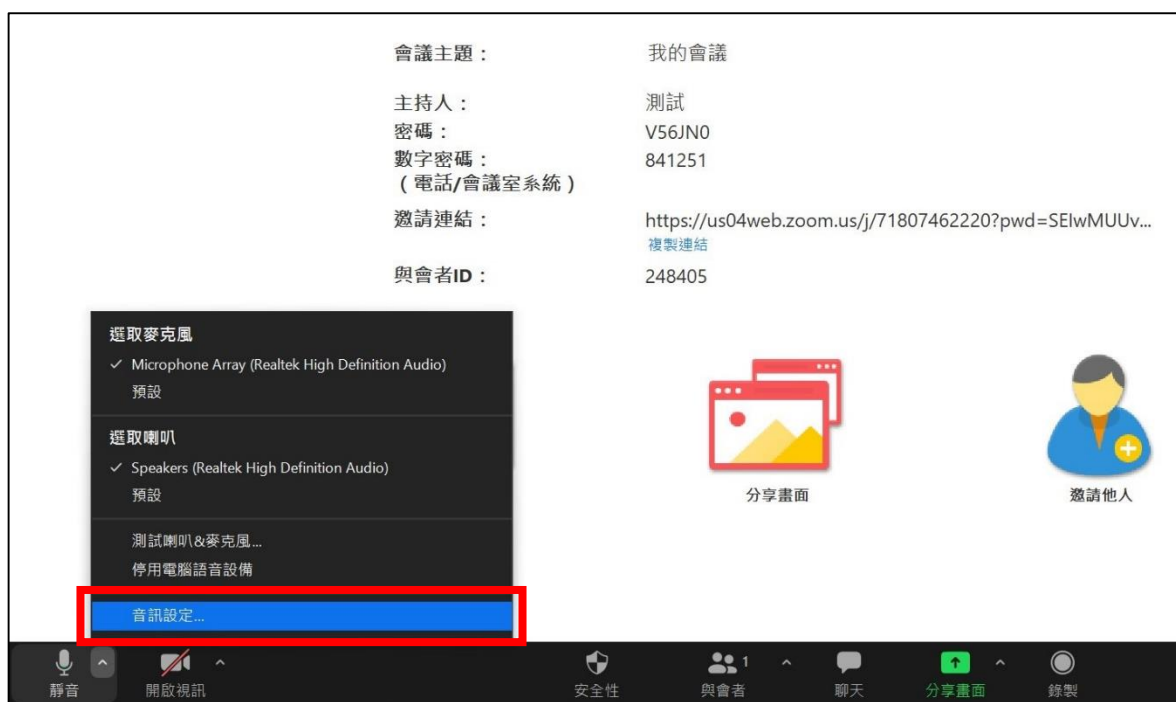 會議主題： 我的會議
主持人： 測試
密碼： V56JN0
數字密碼： 841251
（電話/會議室系統）
邀請連結： https://us04web.zoom.us/j/71807462220?pwd=SEIwMUUv...
複製連結
與會者ID： 248405
選取麥克風
Microphone Array (Realtek High Definition Audio)
預設
選取喇叭
Speakers (Realtek High Definition Audio)
預設
測試喇叭&麥克風...
停用電腦語音設備
音訊設定...
分享畫面 邀請他人
1
靜音 開啟視訊 安全性 與會者 聊天 分享畫面 錄製